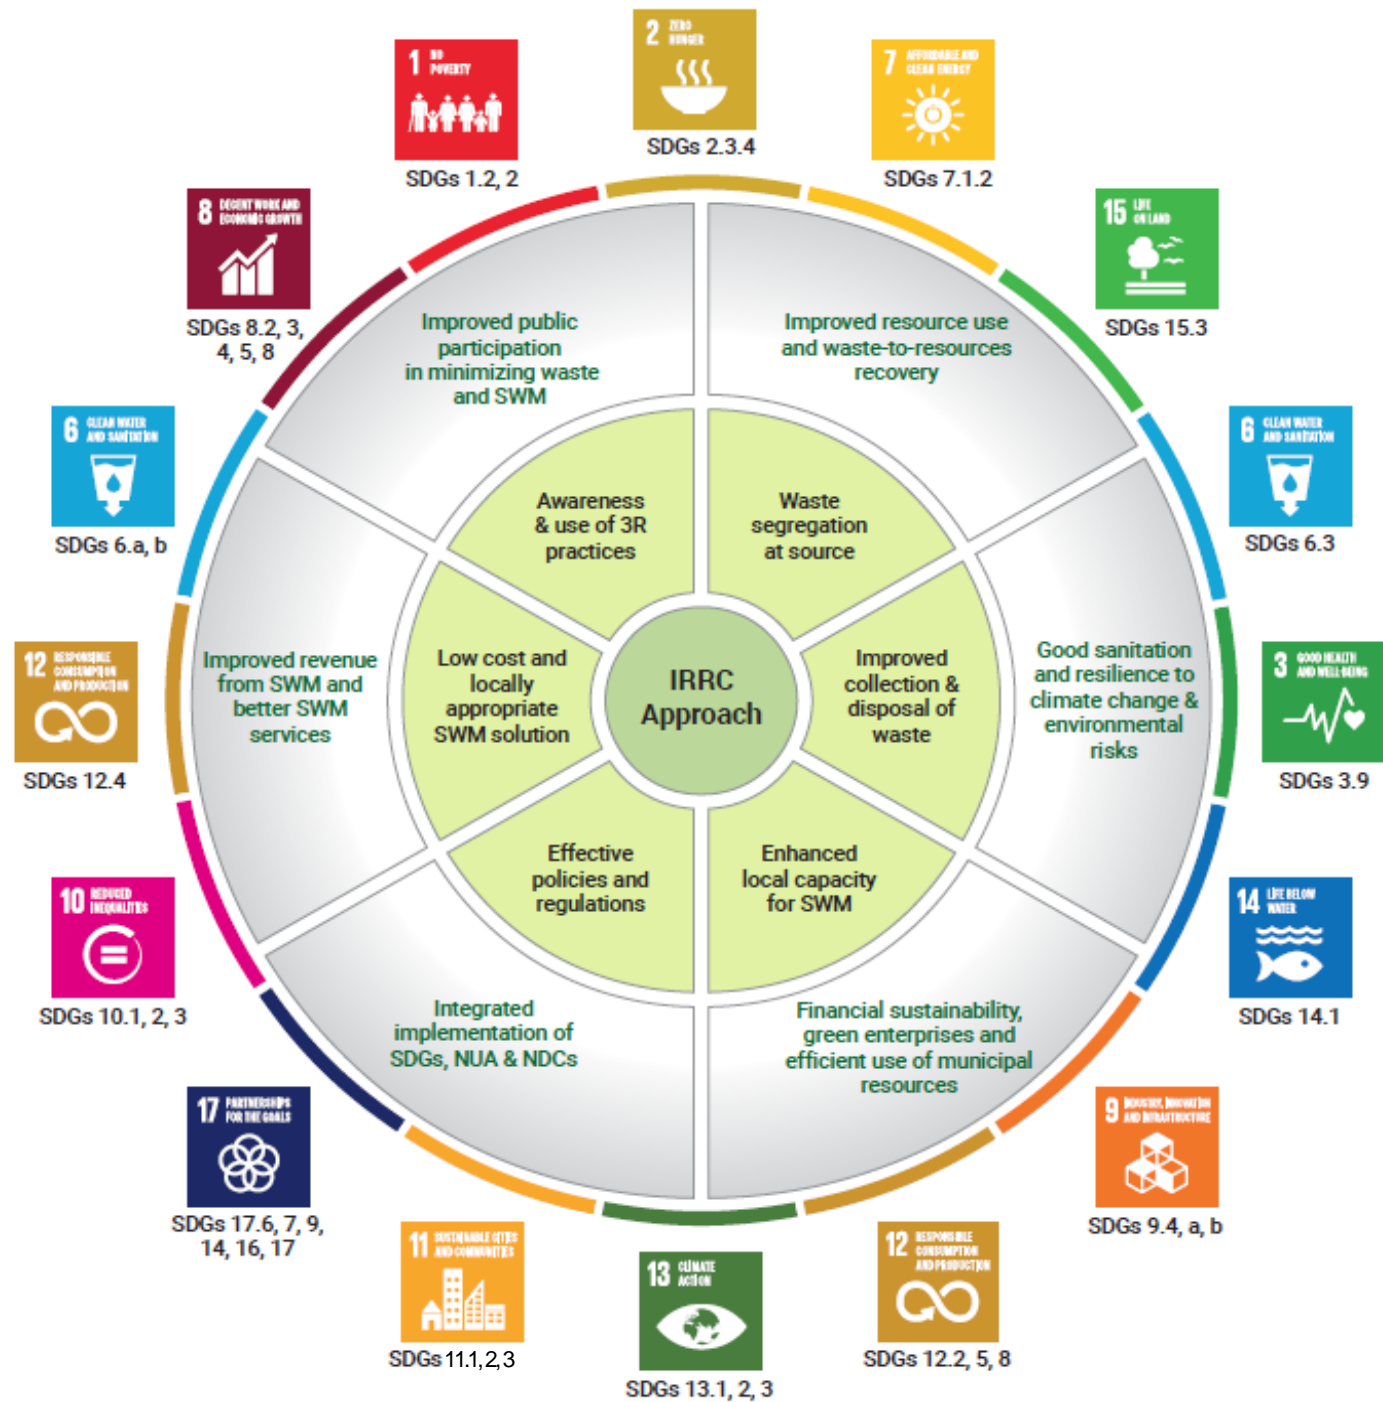 2 ZERO
HUNGER
SDGs 2.3.4
1 NO
POVERTY
SDGs 1.2, 2
7 AFFORDABLE AND
CLEAN ENERGY
SDGs 7.1.2
8 DECENT WORK AND
ECONOMIC GROWTH
SDGs 8.2, 3,
4, 5, 8
15 LIFE
ON LAND
SDGs 15.3
6 CLEAN WATER
AND SANITATION
SDGs 6.a, b
6 CLEAN WATER
AND SANITATION
SDGs 6.3
12 RESPONSIBLE
CONSUMPTION
AND PRODUCTION
SDGs 12.4
3 GOOD HEALTH
AND WELL-BEING
SDGs 3.9
10 REDUCED
INEQUALITIES
SDGs 10.1, 2, 3
14 LIFE BELOW
WATER
SDGs 14.1
17 PARTNERSHIPS
FOR THE GOALS
SDGs 17.6, 7, 9,
14, 16, 17
9 INDUSTRY, INNOVATION
AND INFRASTRUCTURE
SDGs 9.4, a, b
11 SUSTAINABLE CITIES
AND COMMUNITIES
SDGs 11.1, 2, 3
13 CLIMATE
ACTION
SDGs 13.1, 2, 3
12 RESPONSIBLE
CONSUMPTION
AND PRODUCTION
SDGs 12.2, 5, 8
Improved public
participation
in minimizing waste
and SWM
Improved resource use
and waste-to-resources
recovery
Improved revenue
from SWM and
better SWM
services
Good sanitation
and resilience to
climate change &
environmental
risks
Integrated
implementation of
SDGs, NUA & NDCs
Financial sustainability,
green enterprises and
efficient use of municipal
resources
Awareness
& use of 3R
practices
Waste
segregation
at source
Low cost and
locally
appropriate
SWM solution
Improved
collection &
disposal of
waste
Effective
policies and
regulations
Enhanced
local capacity
for SWM
IRRC
Approach